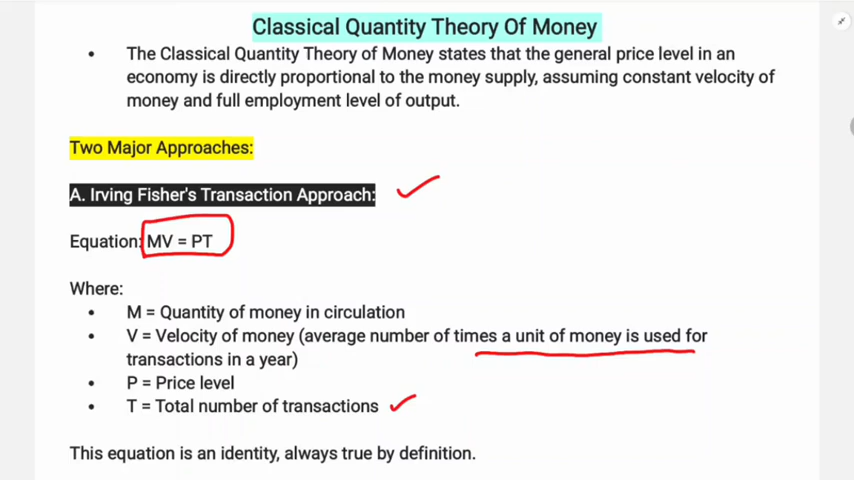 Classical Quantity Theory Of Money
• The Classical Quantity Theory of Money states that the general price level in an
economy is directly proportional to the money supply, assuming constant velocity of
money and full employment level of output.
Two Major Approaches:
A. Irving Fisher's Transaction Approach:
Equation: MV = PT
Where:
• M = Quantity of money in circulation
• V = Velocity of money (average number of times a unit of money is used for
transactions in a year)
• P = Price level
• T = Total number of transactions
This equation is an identity, always true by definition.